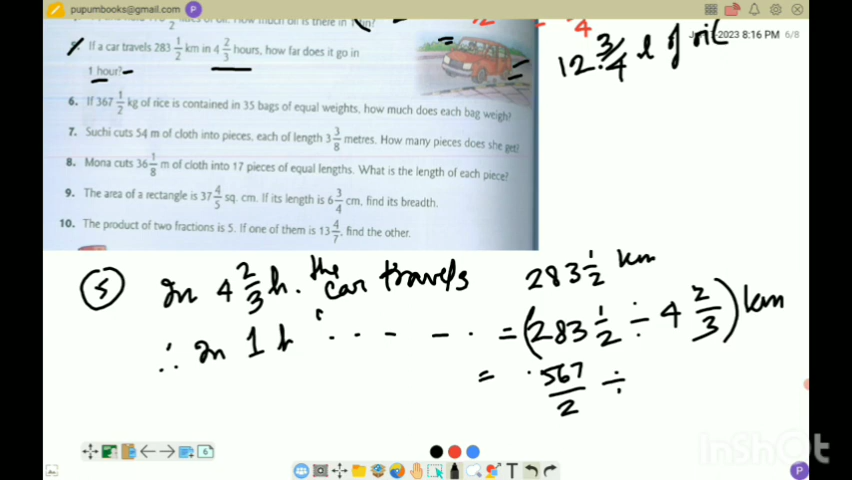 pupumbooks@gmail.com
2023 8:16 PM 6/8
If a car travels 283 1/2 km in 4 2/3 hours, how far does it go in
1 hour?
12 3/4 l of oil
6. If 367 1/2 kg of rice is contained in 35 bags of equal weights, how much does each bag weigh?
7. Suchi cuts 54 m of cloth into pieces, each of length 3 3/8 metres. How many pieces does she get?
8. Mona cuts 36 1/8 m of cloth into 17 pieces of equal lengths. What is the length of each piece?
9. The area of a rectangle is 37 4/5 sq. cm. If its length is 6 3/4 cm, find its breadth.
10. The product of two fractions is 5. If one of them is 13 4/7, find the other.
5 In 4 2/3 h. the car travels 283 1/2 km
∴ In 1 h " - - - - = (283 1/2 ÷ 4 2/3) km
= 567/2 ÷
6
T
InShOt
P